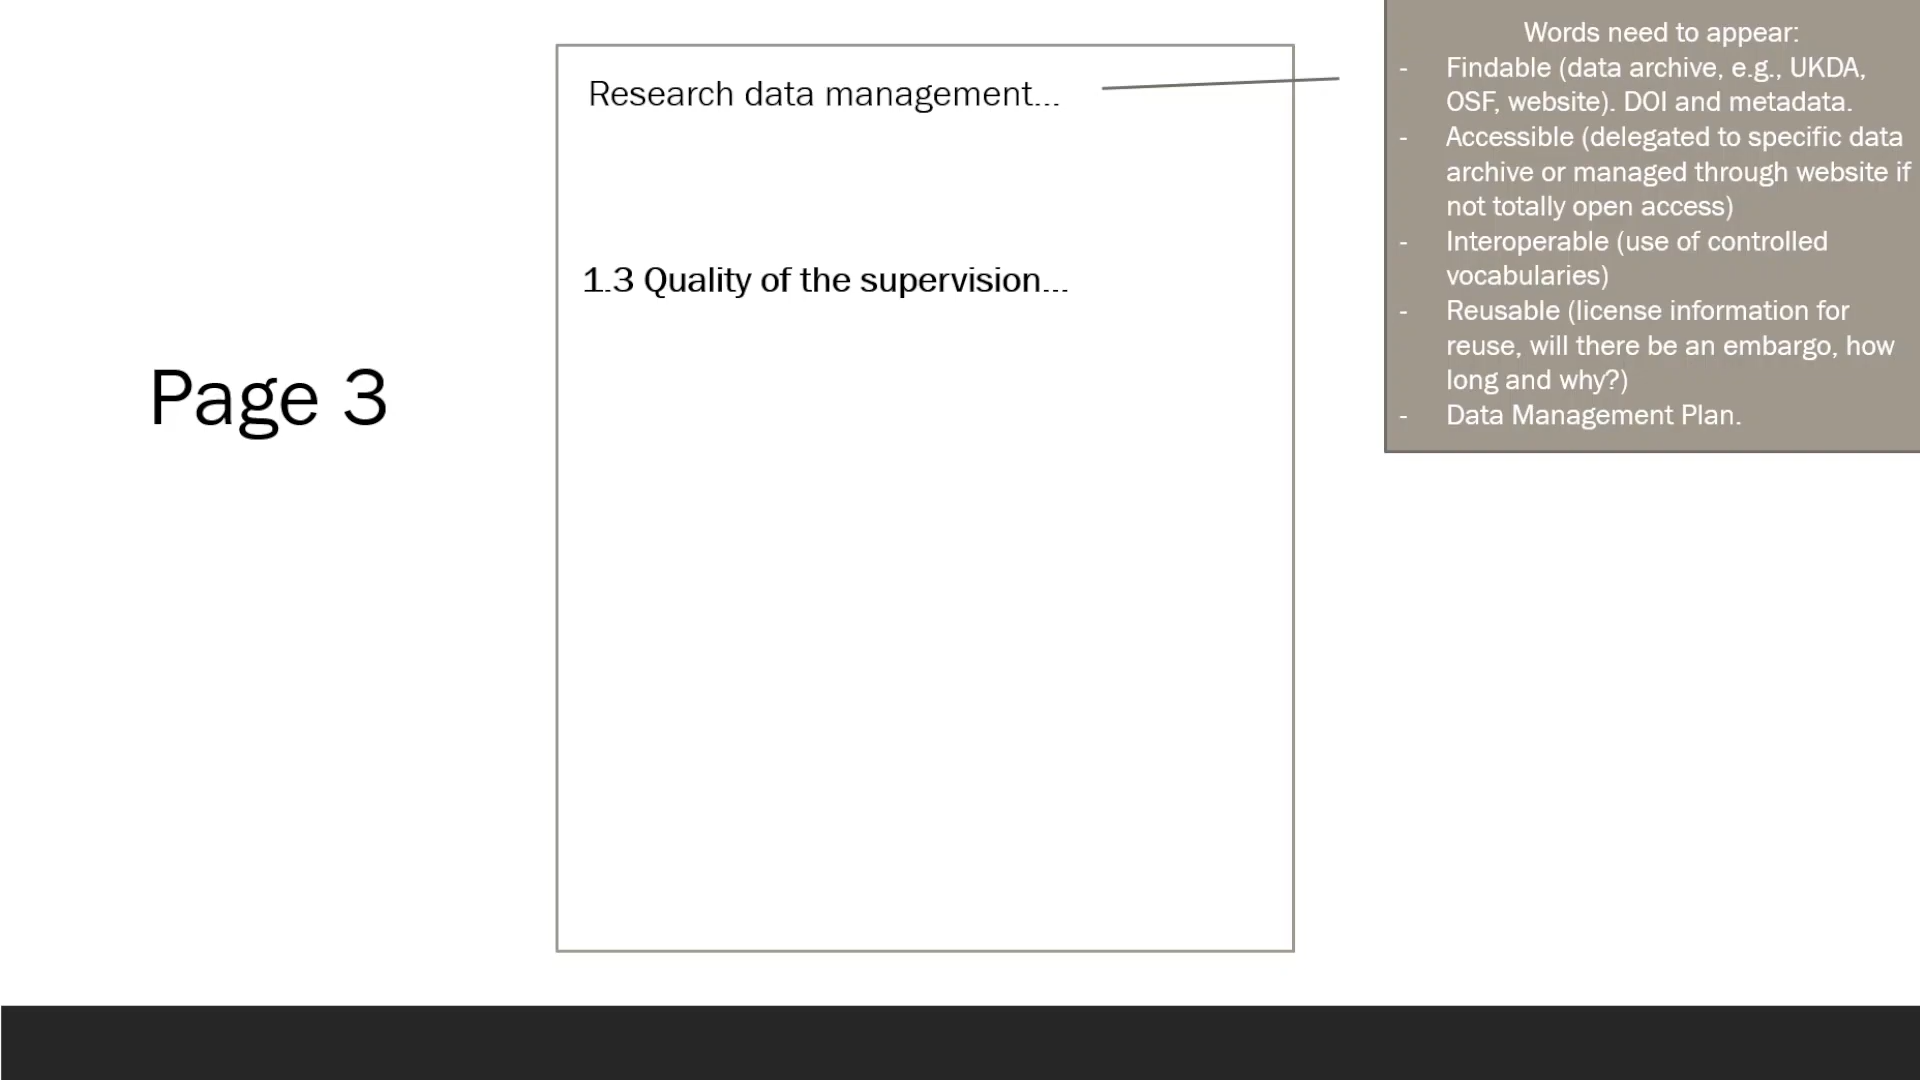 Page 3
Research data management...
1.3 Quality of the supervision...
Words need to appear:
- Findable (data archive, e.g., UKDA,
OSF, website). DOI and metadata.
- Accessible (delegated to specific data
archive or managed through website if
not totally open access)
- Interoperable (use of controlled
vocabularies)
- Reusable (license information for
reuse, will there be an embargo, how
long and why?)
- Data Management Plan.